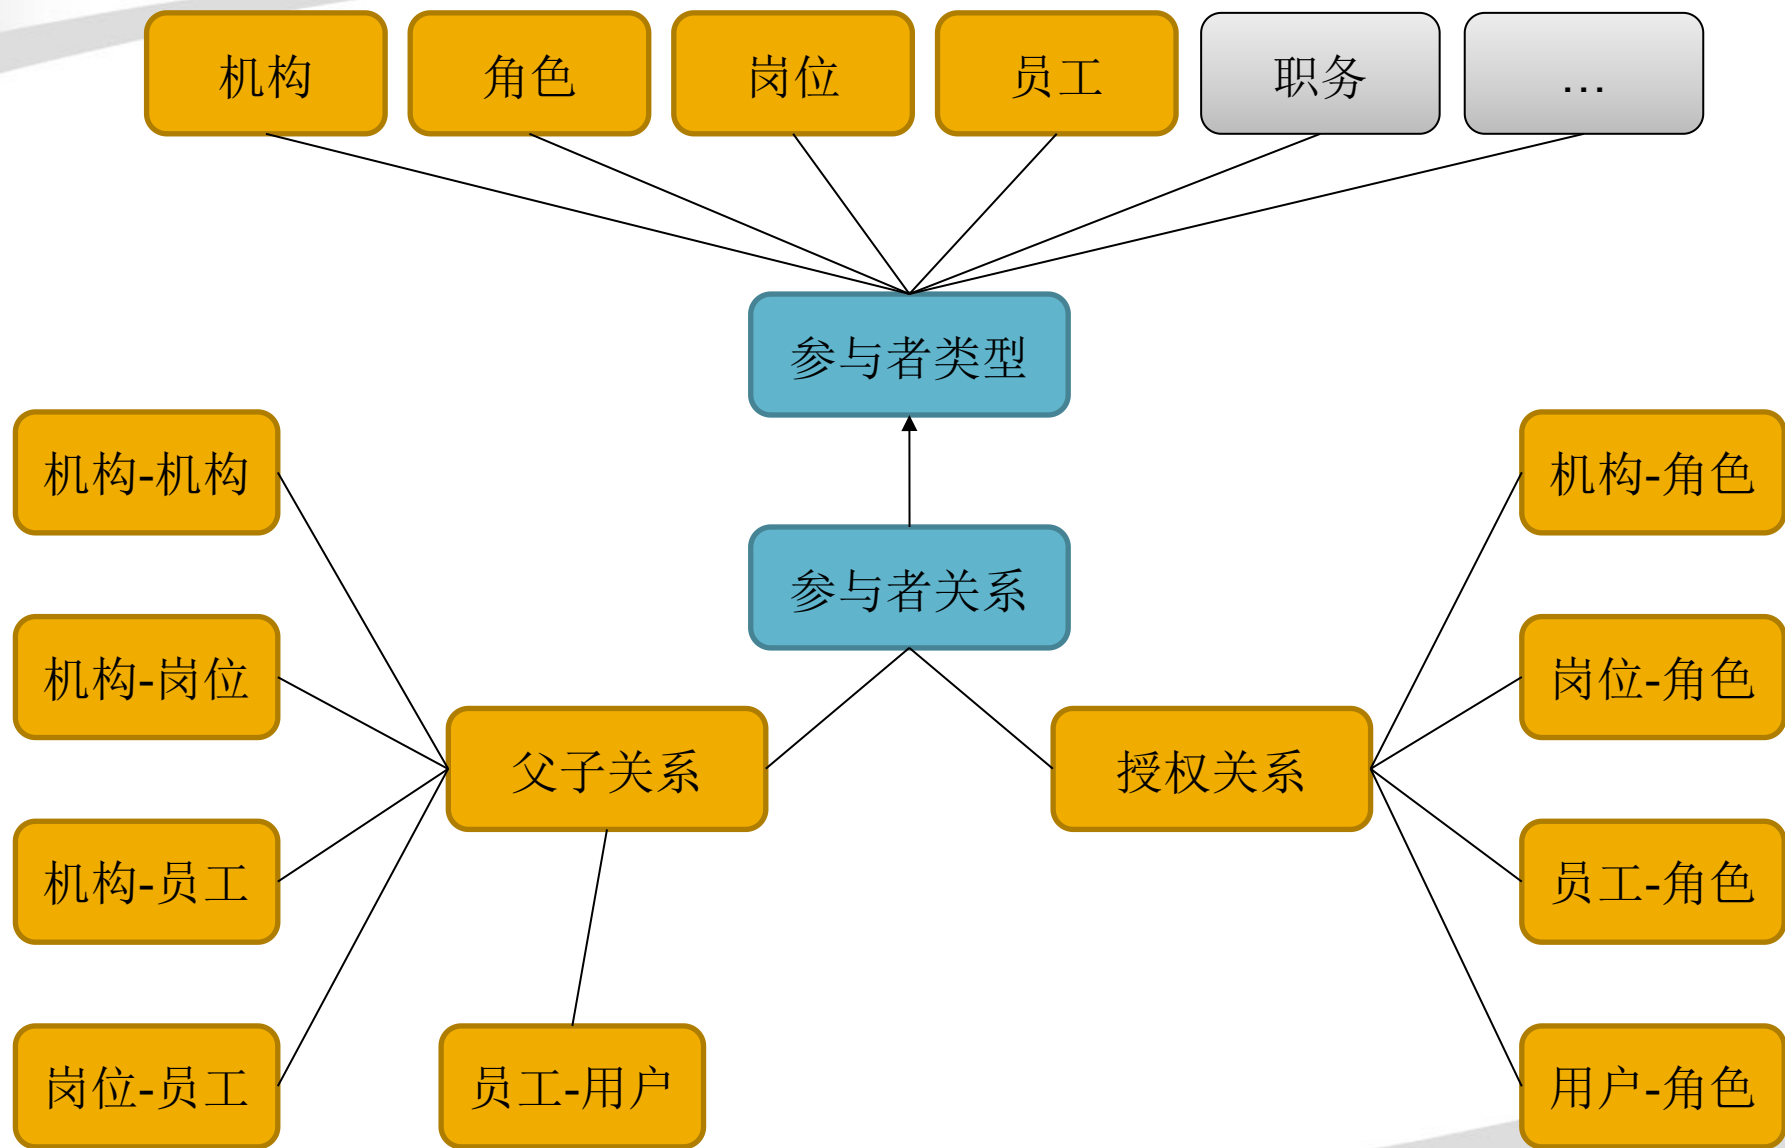 机构
角色
岗位
员工
职务
…
参与者类型
机构-机构
机构-角色
参与者关系
机构-岗位
岗位-角色
父子关系
授权关系
机构-员工
员工-角色
岗位-员工
员工-用户
用户-角色